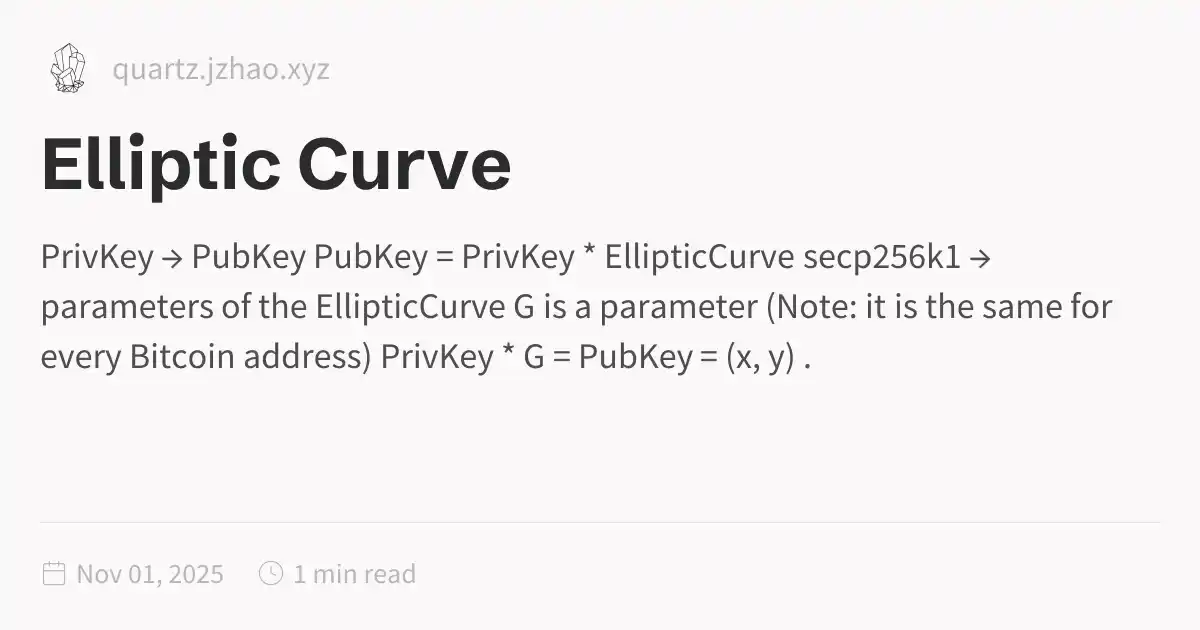 quartz.jzhao.xyz
Elliptic Curve
PrivKey → PubKey PubKey = PrivKey * EllipticCurve secp256k1 →
parameters of the EllipticCurve G is a parameter (Note: it is the same for
every Bitcoin address) PrivKey * G = PubKey = (x, y) .
Nov 01, 2025 1 min read